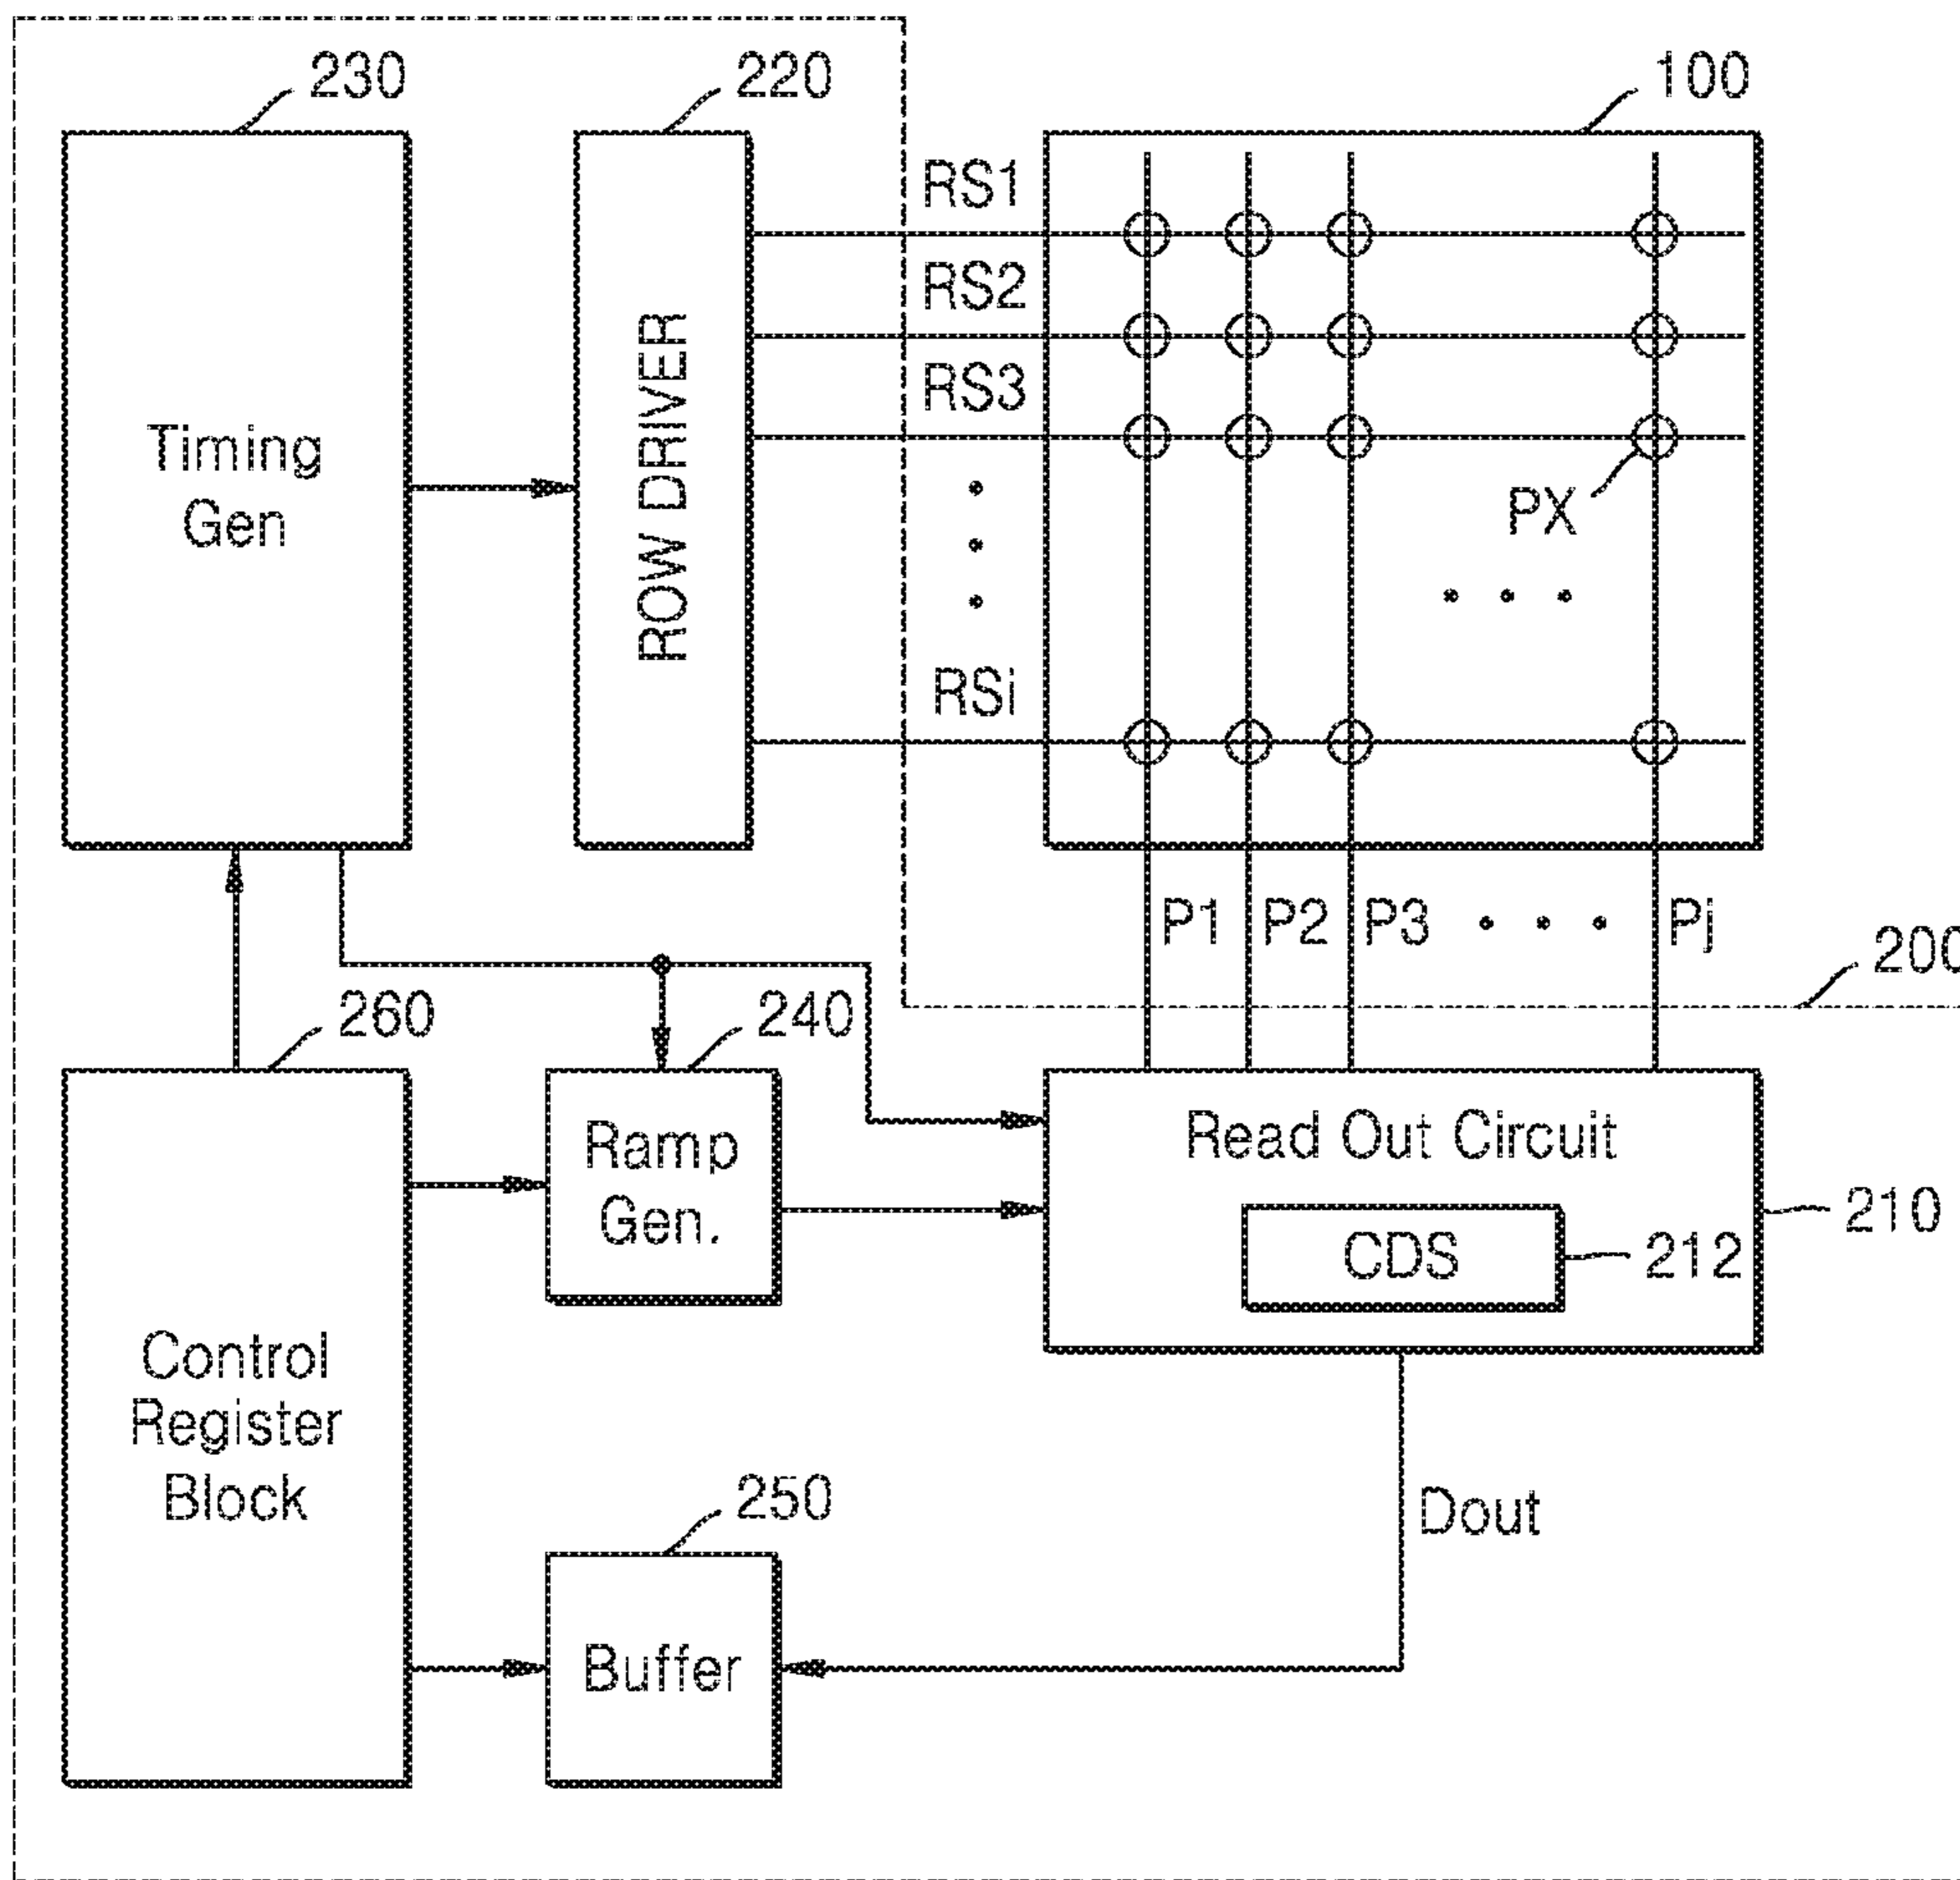 230
220
100
RS1
RS2
RS3
RSi
Timing
Gen
ROW DRIVER
PX
P1 P2 P3 Pj
200
260
240
Ramp
Gen.
Read Out Circuit
CDS
210
212
Control
Register
Block
250
Buffer
Dout